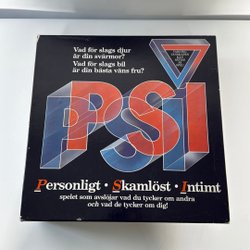 Vad för slags djur
är din svärmor?
Vad för slags bil
är din bästa väns fru?
PSI
Personligt · Skamlöst · Intimt
spelet som avslöjar vad du tycker om andra
och vad de tycker om dig!